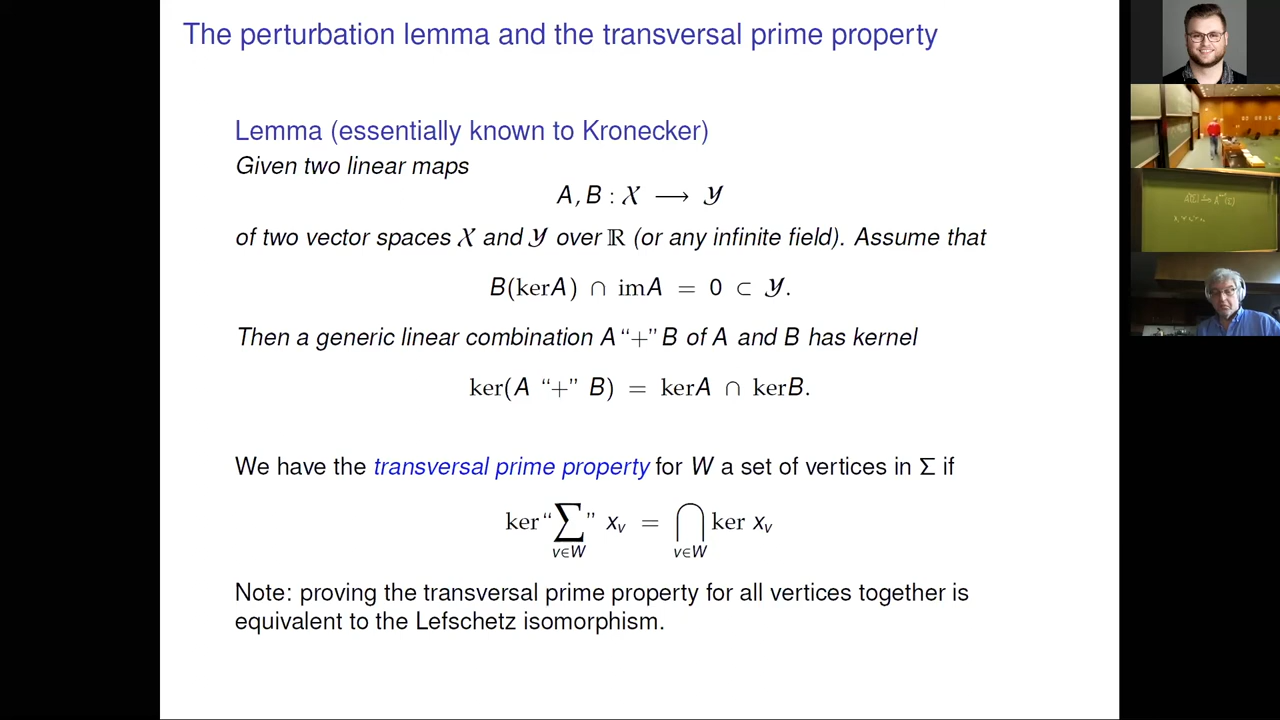 The perturbation lemma and the transversal prime property
Lemma (essentially known to Kronecker)
Given two linear maps
A, B : 𝒳 ⟶ 𝒴
of two vector spaces 𝒳 and 𝒴 over ℝ (or any infinite field). Assume that
B(kerA) ∩ imA = 0 ⊂ 𝒴.
Then a generic linear combination A “+” B of A and B has kernel
ker(A “+” B) = kerA ∩ kerB.
We have the transversal prime property for W a set of vertices in Σ if
ker“∑_{v∈W}” x_v = ⋂_{v∈W} ker x_v
Note: proving the transversal prime property for all vertices together is
equivalent to the Lefschetz isomorphism.